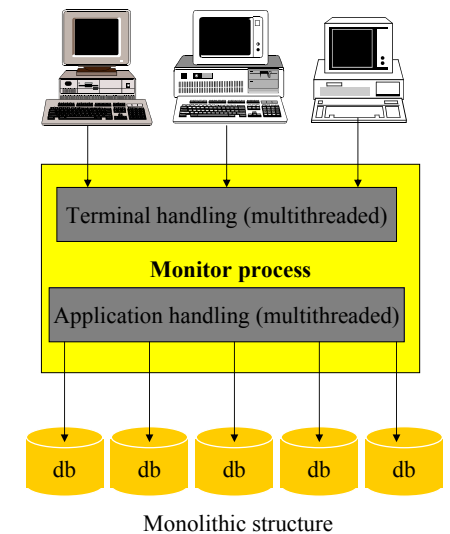 Terminal handling (multithreaded)
Monitor process
Application handling (multithreaded)
db db db db db
Monolithic structure